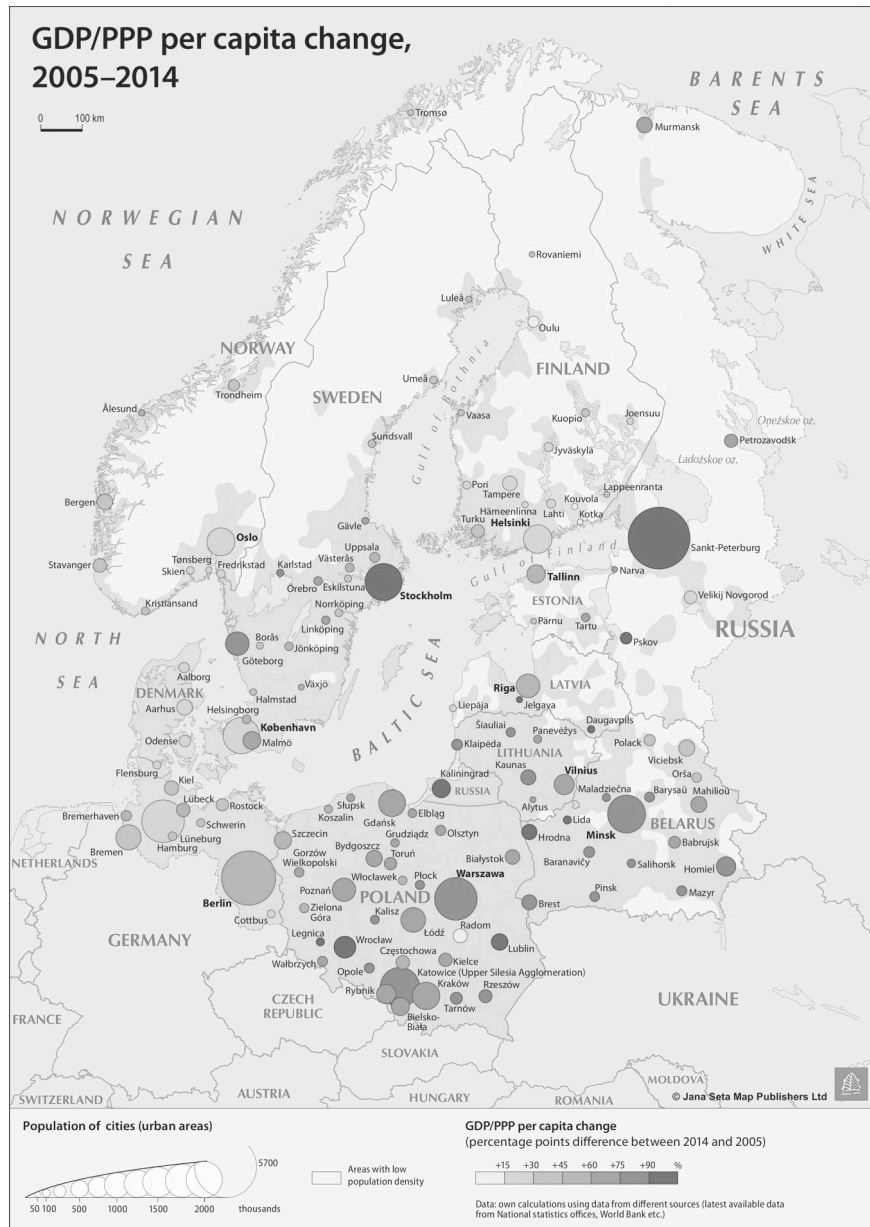 GDP/PPP per capita change,
2005–2014
0 100 km
BARENTS
SEA
Tromsø
Murmansk
WHITE SEA
NORWEGIAN
SEA
Rovaniemi
Luleå
Oulu
NORWAY
FINLAND
Trondheim
Umeå
SWEDEN
Gulf of Bothnia
Ålesund
Vaasa
Kuopio
Joensuu
Onežskoe oz.
Sundsvall
Petrozavodsk
Jyväskylä
Ladožskoe oz.
Pori
Tampere
Lappeenranta
Bergen
Hämeenlinna
Kouvola
Lahti
Kotka
Turku
Helsinki
Gävle
Oslo
Uppsala
Sankt-Peterburg
Stavanger
Tønsberg
Skien
Fredrikstad
Karlstad
Västerås
Gulf of Finland
Narva
Tallinn
Örebro
Eskilstuna
Stockholm
ESTONIA
Velikij Novgorod
Kristiansand
Norrköping
Linköping
Pärnu
Tartu
RUSSIA
NORTH
SEA
Borås
Göteborg
Jönköping
Pskov
BALTIC SEA
Aalborg
DENMARK
Växjö
Halmstad
Rīga
LATVIA
Aarhus
Helsingborg
Liepāja
Jelgava
København
Malmö
Daugavpils
Šiauliai
Panevėžys
Odense
Klaipėda
LITHUANIA
Polack
Viciebsk
Flensburg
Kiel
Kaliningrad
RUSSIA
Kaunas
Vilnius
Orša
Maladziečna
Barysaŭ
Mahilioŭ
Alytus
Lübeck
Rostock
Słupsk
Koszalin
Gdańsk
Elbląg
Bremerhaven
Schwerin
Lüneburg
Hamburg
Bremen
NETHERLANDS
Szczecin
Grudziądz
Olsztyn
Lida
Minsk
BELARUS
Hrodna
Babrujsk
Gorzów
Wielkopolski
Bydgoszcz
Toruń
Białystok
Baranavičy
Salihorsk
Homiel
Włocławek
Płock
Warszawa
Berlin
Poznań
POLAND
Pinsk
Mazyr
Brest
Cottbus
Zielona
Góra
Kalisz
Łódź
Radom
GERMANY
Legnica
Wrocław
Lublin
Wałbrzych
Częstochowa
Kielce
Opole
Katowice (Upper Silesia Agglomeration)
Rybnik
Kraków
Rzeszów
Tarnów
Bielsko-
Biała
CZECH
REPUBLIC
UKRAINE
FRANCE
SLOVAKIA
MOLDOVA
SWITZERLAND
AUSTRIA
HUNGARY
ROMANIA
© Jana Seta Map Publishers Ltd
Population of cities (urban areas)
5700
50 100 500 1000 1500 2000 thousands
Areas with low
population density
GDP/PPP per capita change
(percentage points difference between 2014 and 2005)
+15 +30 +45 +60 +75 +90 %
Data: own calculations using data from different sources (latest available data
from National statistics offices, World Bank etc.)